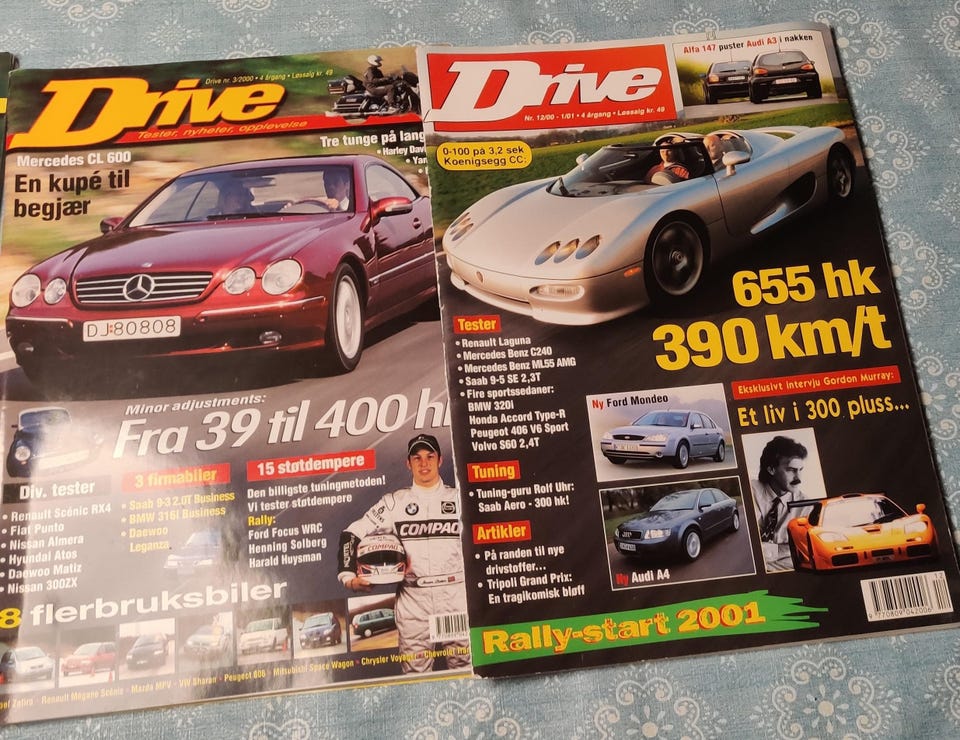 Drive nr. 3/2000 • 4 årgang • Løssalg kr. 49
Drive
Tester, nyheter, opplevelse
Tre tunge på
• Harley
Mercedes CL 600
En kupé til
begjær
DJ 80808
Minor adjustments:
Fra 39 til 400
Div. tester
• Renault Scénic RX4
• Fiat Punto
• Nissan Almera
• Hyundai Atos
• Daewoo Matiz
• Nissan 300ZX
3 firmabiler
• Saab 9-3 2.0T Business
• BMW 316i Business
• Daewoo
Leganza
15 støtdempere
Den billigste tuningmetoden!
Vi tester støtdempere
Rally:
Ford Focus WRC
Henning Solberg
Harald Huysman
COMPAQ
8 flerbruksbiler
Zafira • Renault Mégane Scénic • Mazda MPV • VW Sharan • Peugeot 806 • Mitsubishi Space Wagon • Chrysler Voyager • Chevrolet
Drive
Nr. 12/00 - 1/01 • 4 årgang • Løssalg kr. 49
Alfa 147 puster Audi A3 i nakken
0-100 på 3,2 sek
Koenigsegg CC:
655 hk
390 km/t
Tester
• Renault Laguna
• Mercedes Benz C240
• Mercedes Benz ML55 AMG
• Saab 9-5 SE 2,3T
• Fire sportssedaner:
BMW 320i
Honda Accord Type-R
Peugeot 406 V6 Sport
Volvo S60 2,4T
Tuning
• Tuning-guru Rolf Uhr:
Saab Aero - 300 hk!
Artikler
• På randen til nye
drivstoffer...
• Tripoli Grand Prix:
En tragikomisk bløff
Ny Ford Mondeo
Ny Audi A4
Eksklusivt intervju Gordon Murray:
Et liv i 300 pluss...
Rally-start 2001
9 770809 042006